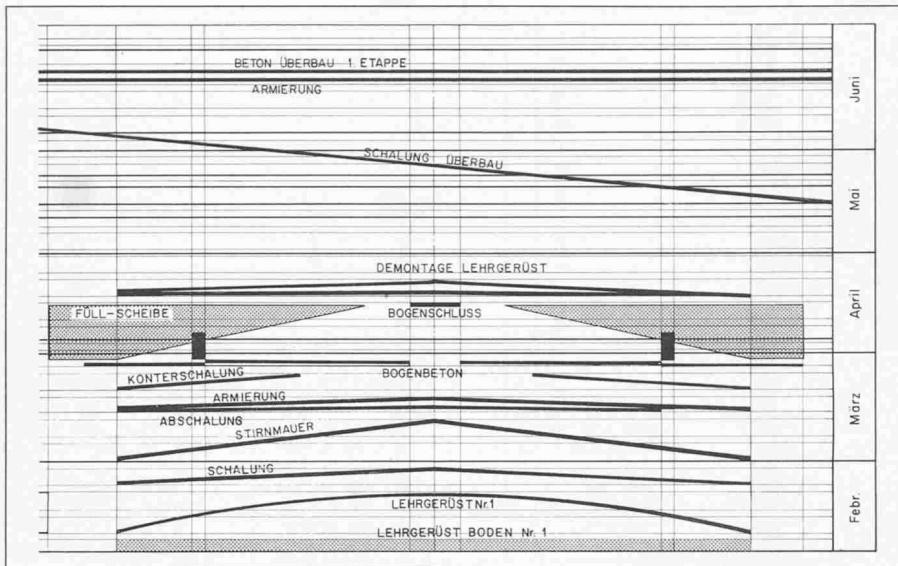 BETON ÜBERBAU 1. ETAPPE
ARMIERUNG
SCHALUNG ÜBERBAU
DEMONTAGE LEHRGERÜST
FÜLL-SCHEIBE
BOGENSCHLUSS
KONTERSCHALUNG
BOGENBETON
ARMIERUNG
ABSCHALUNG
STIRNMAUER
SCHALUNG
LEHRGERÜST Nr. 1
LEHRGERÜST BODEN Nr. 1
Juni
Mai
April
März
Febr.